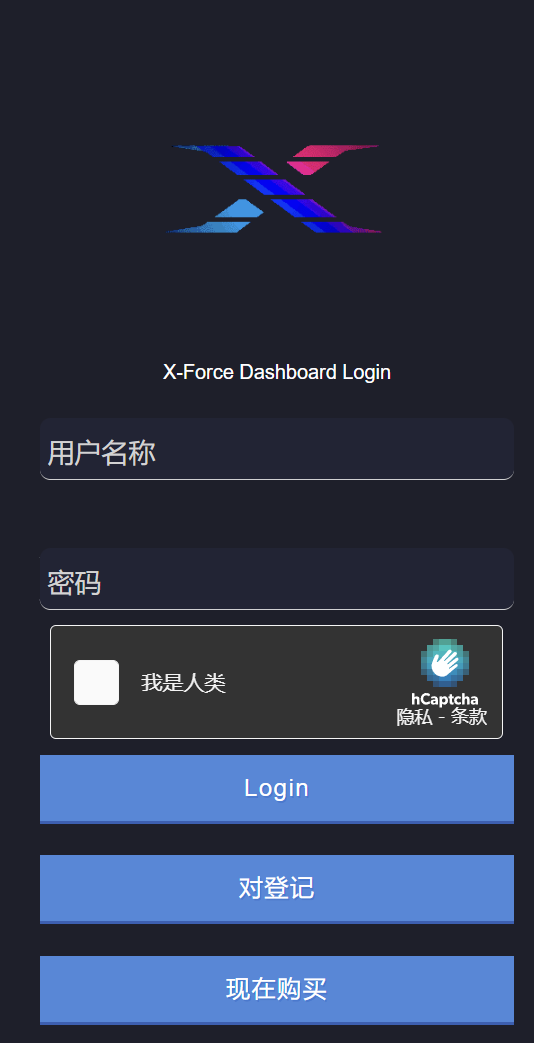 X-Force Dashboard Login
用户名称
密码
我是人类
hCaptcha
隐私 - 条款
Login
对登记
现在购买